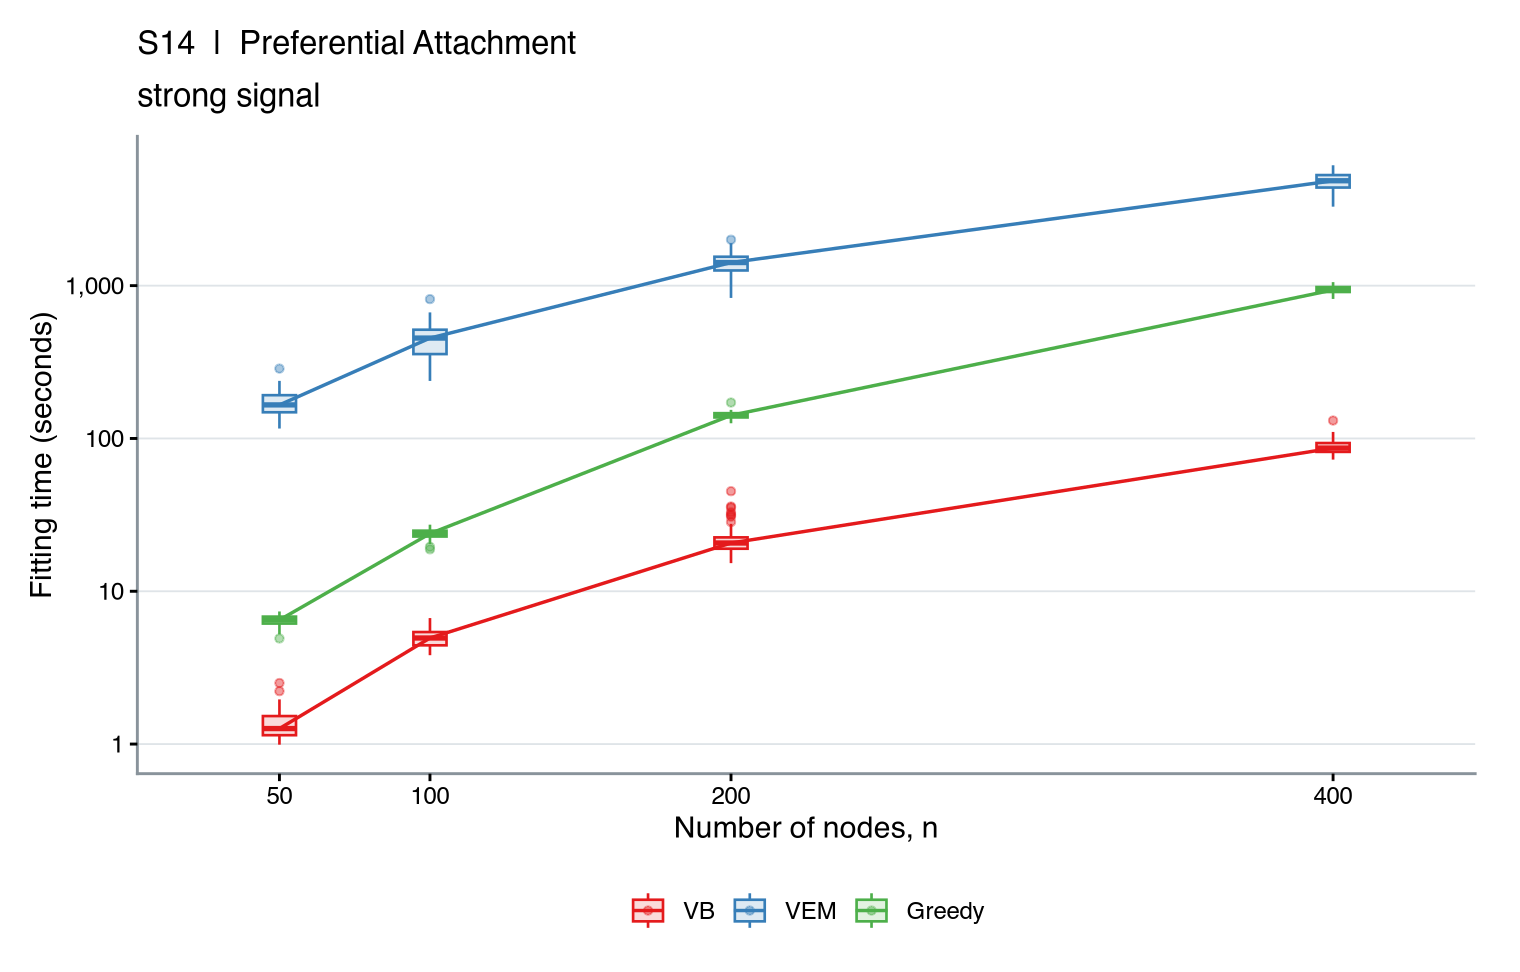 S14 | Preferential Attachment
strong signal
Fitting time (seconds)
1,000
100
10
1
50 100 200 400
Number of nodes, n
VB VEM Greedy